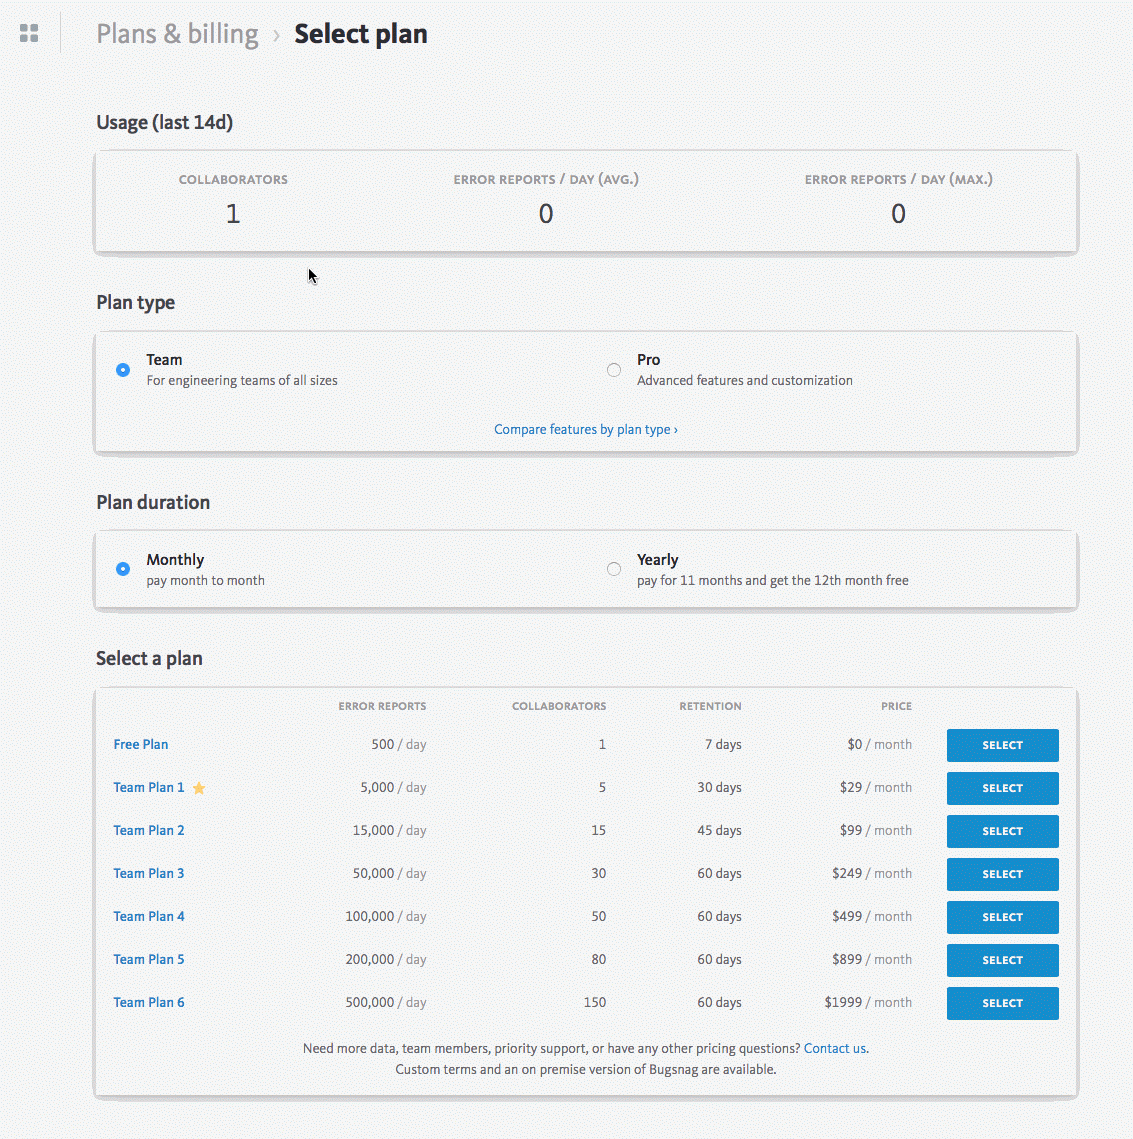 Plans & billing › Select plan
Usage (last 14d)
COLLABORATORS ERROR REPORTS / DAY (AVG.) ERROR REPORTS / DAY (MAX.)
1 0 0
Plan type
Team Pro
For engineering teams of all sizes Advanced features and customization
Compare features by plan type ›
Plan duration
Monthly Yearly
pay month to month pay for 11 months and get the 12th month free
Select a plan
ERROR REPORTS COLLABORATORS RETENTION PRICE
Free Plan 500 / day 1 7 days $0 / month SELECT
Team Plan 1 5,000 / day 5 30 days $29 / month SELECT
Team Plan 2 15,000 / day 15 45 days $99 / month SELECT
Team Plan 3 50,000 / day 30 60 days $249 / month SELECT
Team Plan 4 100,000 / day 50 60 days $499 / month SELECT
Team Plan 5 200,000 / day 80 60 days $899 / month SELECT
Team Plan 6 500,000 / day 150 60 days $1999 / month SELECT
Need more data, team members, priority support, or have any other pricing questions? Contact us.
Custom terms and an on premise version of Bugsnag are available.